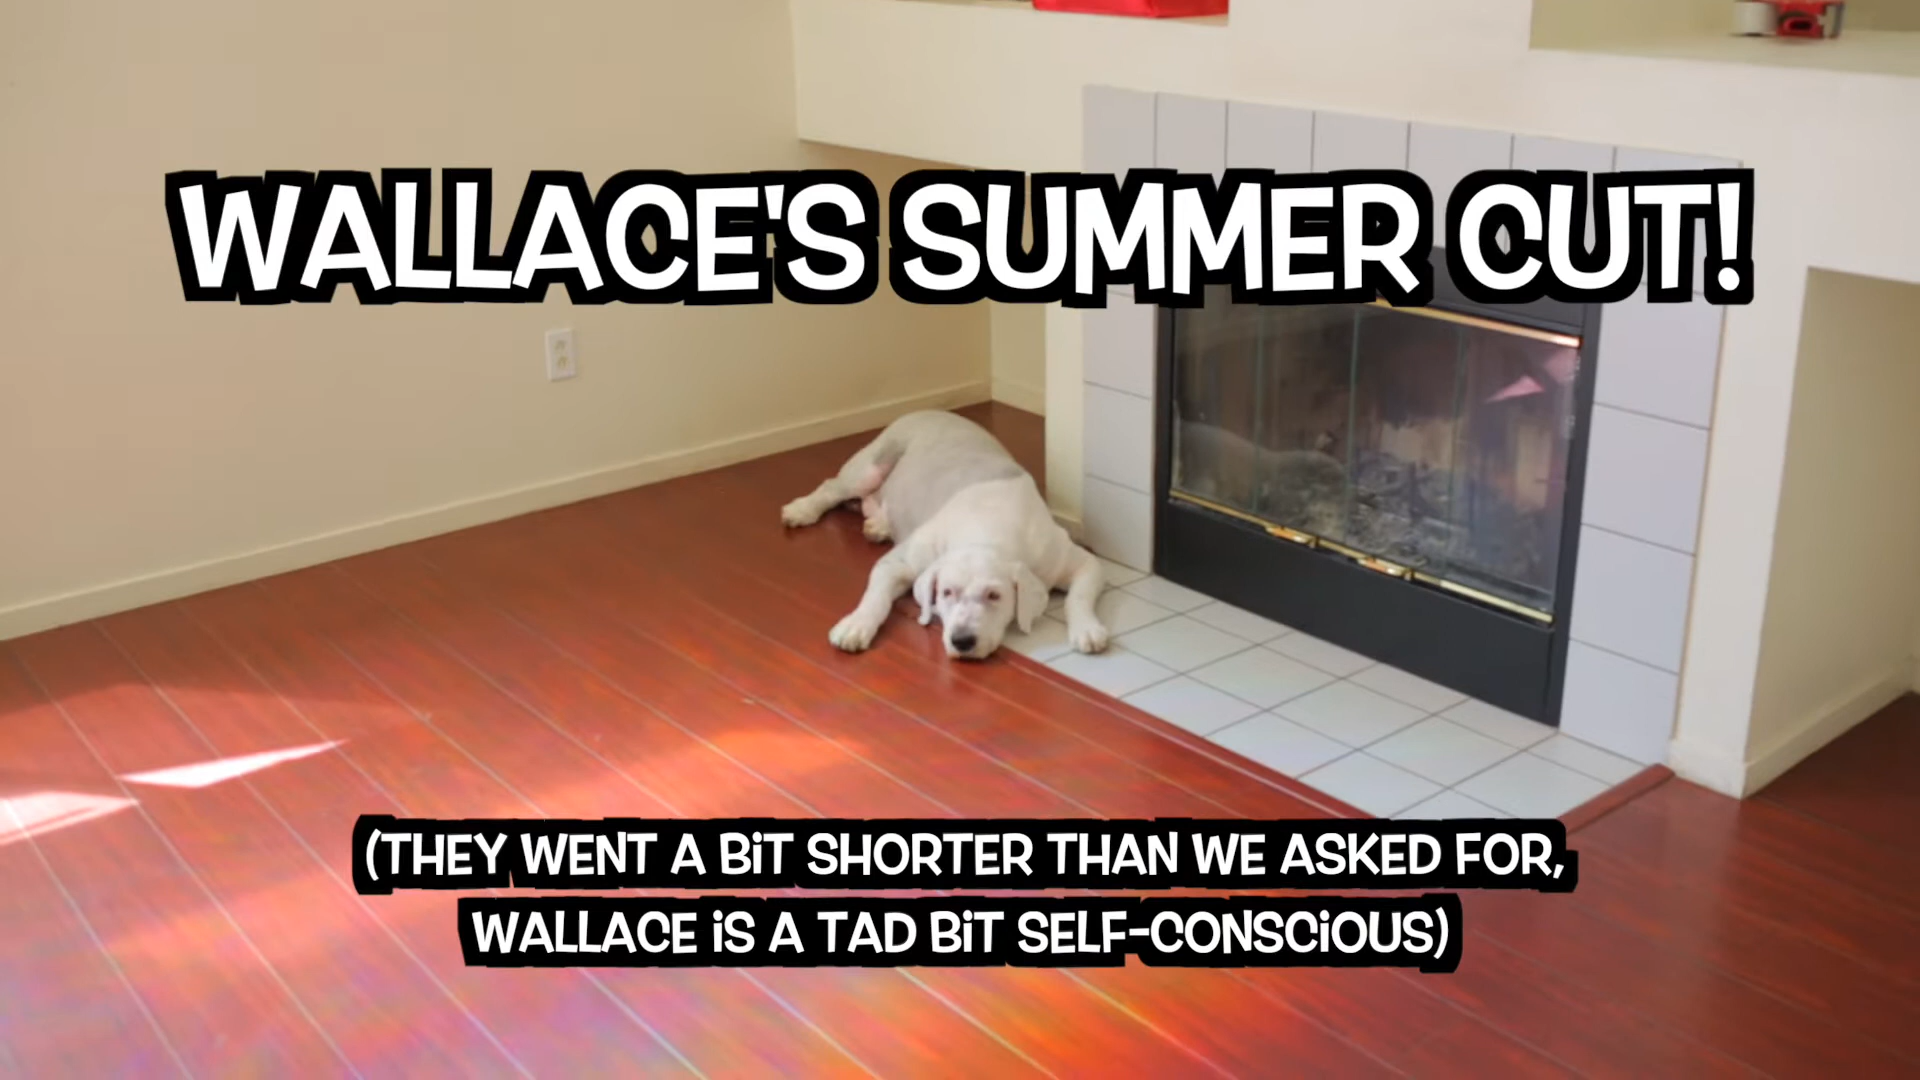 WALLACE'S SUMMER CUT!
(THEY WENT A BiT SHORTER THAN WE ASKED FOR,
WALLACE iS A TAD BiT SELF-CONSCiOUS)